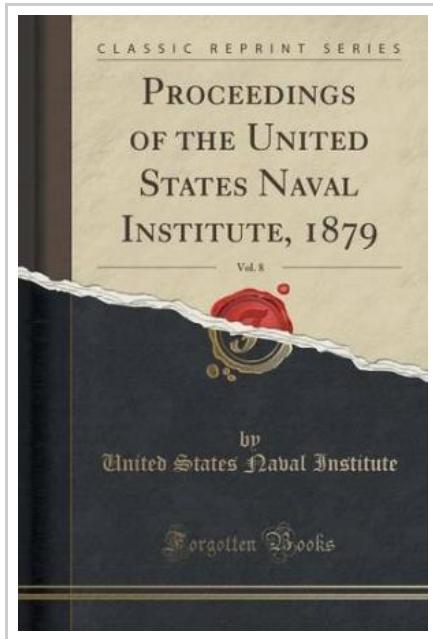 CLASSIC REPRINT SERIES
PROCEEDINGS
OF THE UNITED
STATES NAVAL
INSTITUTE, 1879
Vol. 8
F
by
United States Naval Institute
Forgotten Books